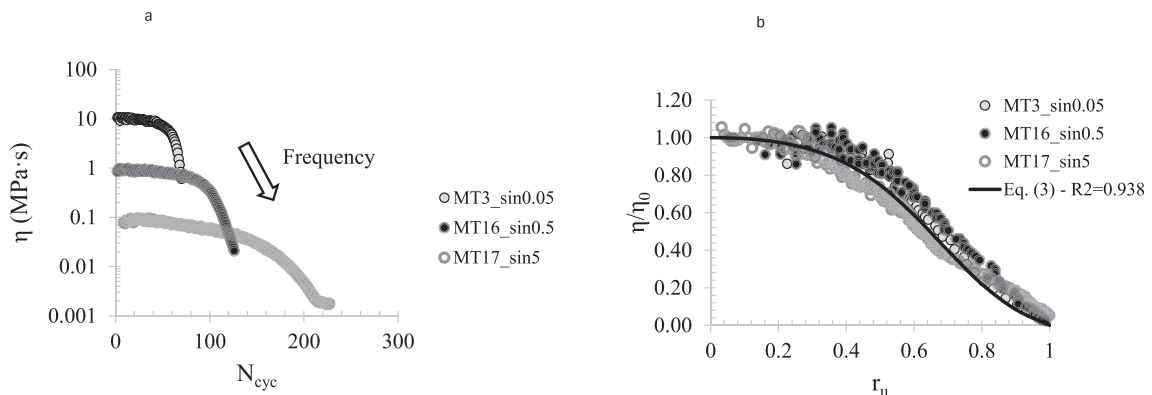 a
100
10
1
0.1
0.01
0.001
η (MPa·s)
0
100
200
300
Ncyc
Frequency
MT3_sin0.05
MT16_sin0.5
MT17_sin5
b
1.20
1.00
0.80
0.60
0.40
0.20
0.00
η/η0
0
0.2
0.4
0.6
0.8
1
ru
MT3_sin0.05
MT16_sin0.5
MT17_sin5
Eq. (3) - R2=0.938